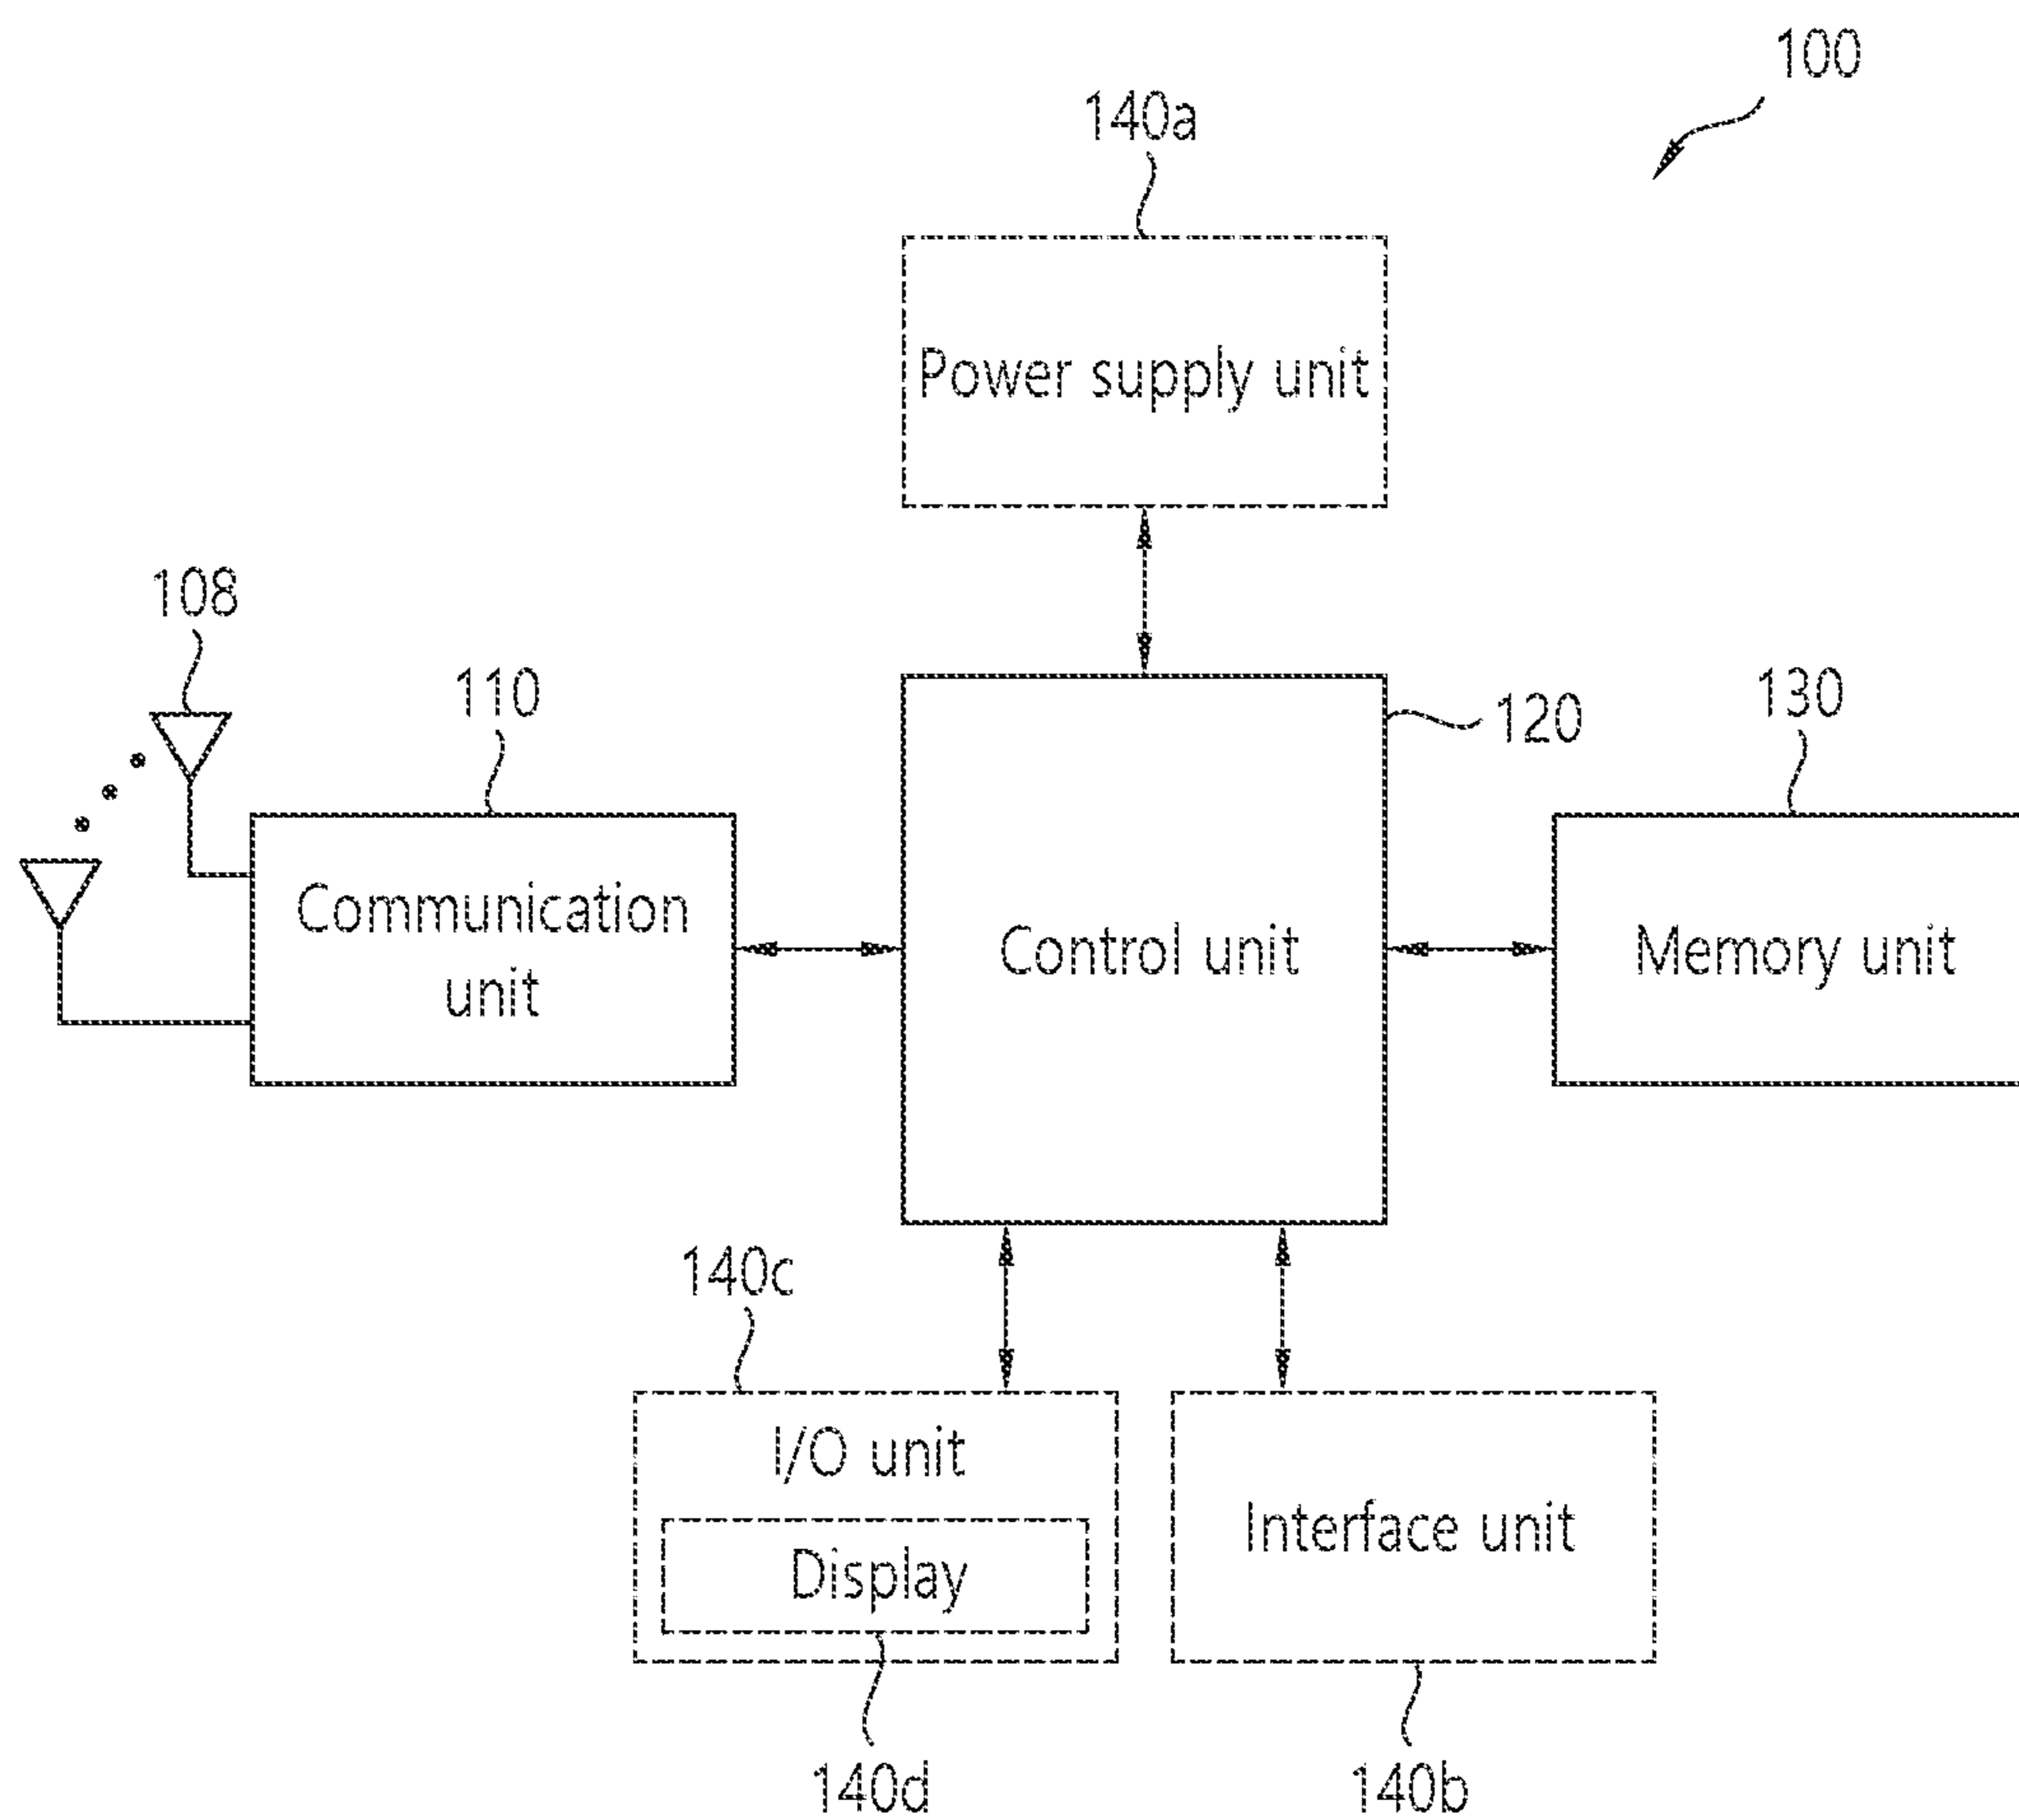 100
140a
Power supply unit
108
110
120
130
Communication
unit
Control unit
Memory unit
140c
I/O unit
Display
Interface unit
140d
140b